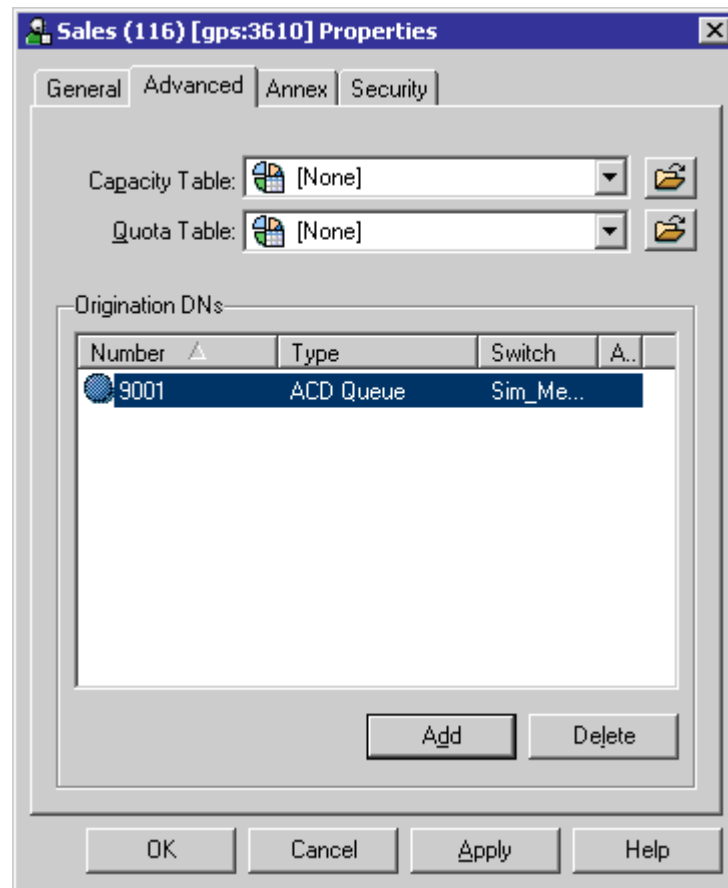 Sales (116) [gps:3610] Properties
General Advanced Annex Security
Capacity Table: [None]
Quota Table: [None]
Origination DNs
Number Type Switch A..
9001 ACD Queue Sim_Me...
Add Delete
OK Cancel Apply Help